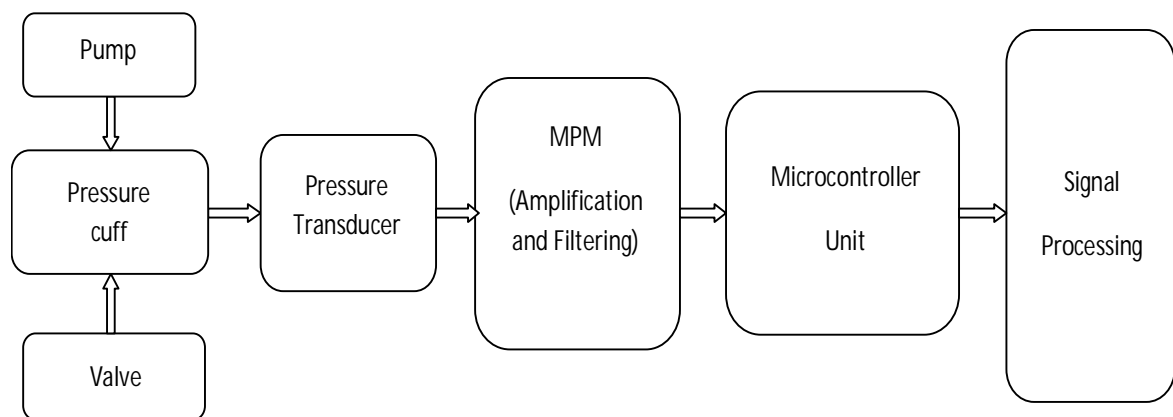 Pump
Pressure
cuff
Valve
Pressure
Transducer
MPM
(Amplification
and Filtering)
Microcontroller
Unit
Signal
Processing